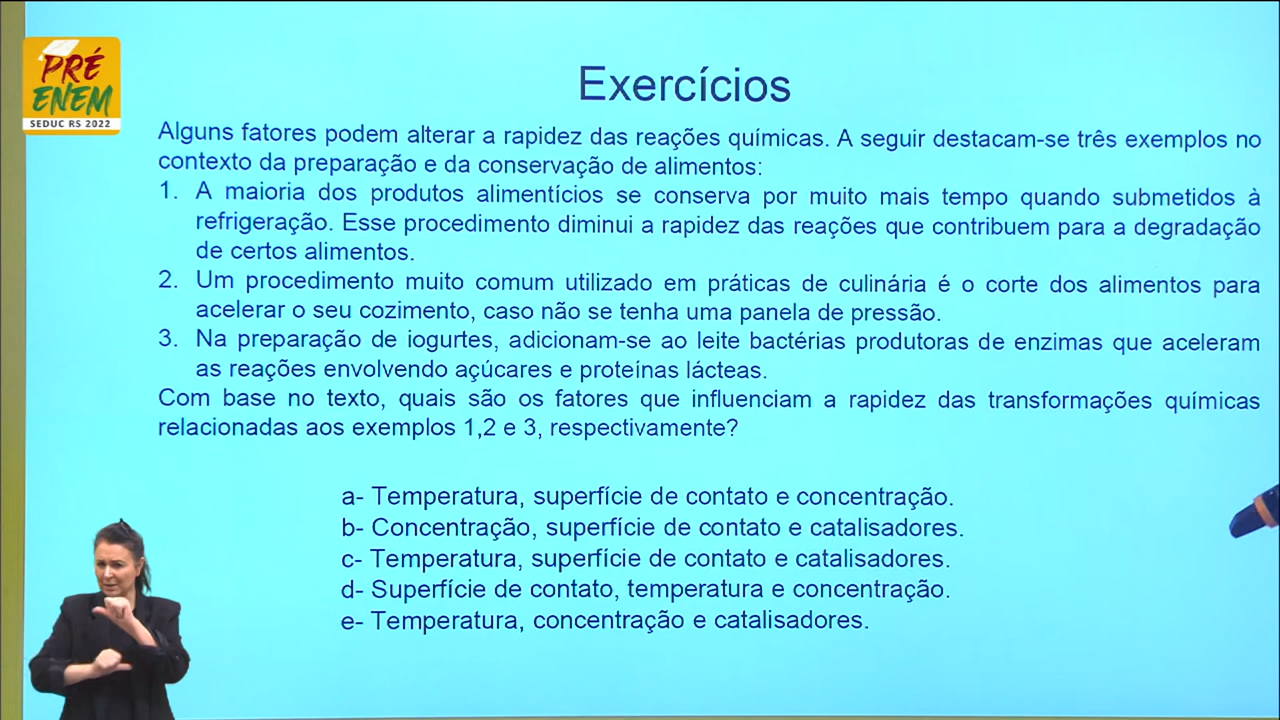 PRÉ
ENEM
SEDUC RS 2022
Exercícios
Alguns fatores podem alterar a rapidez das reações químicas. A seguir destacam-se três exemplos no
contexto da preparação e da conservação de alimentos:
1. A maioria dos produtos alimentícios se conserva por muito mais tempo quando submetidos à
refrigeração. Esse procedimento diminui a rapidez das reações que contribuem para a degradação
de certos alimentos.
2. Um procedimento muito comum utilizado em práticas de culinária é o corte dos alimentos para
acelerar o seu cozimento, caso não se tenha uma panela de pressão.
3. Na preparação de iogurtes, adicionam-se ao leite bactérias produtoras de enzimas que aceleram
as reações envolvendo açúcares e proteínas lácteas.
Com base no texto, quais são os fatores que influenciam a rapidez das transformações químicas
relacionadas aos exemplos 1,2 e 3, respectivamente?
a- Temperatura, superfície de contato e concentração.
b- Concentração, superfície de contato e catalisadores.
c- Temperatura, superfície de contato e catalisadores.
d- Superfície de contato, temperatura e concentração.
e- Temperatura, concentração e catalisadores.